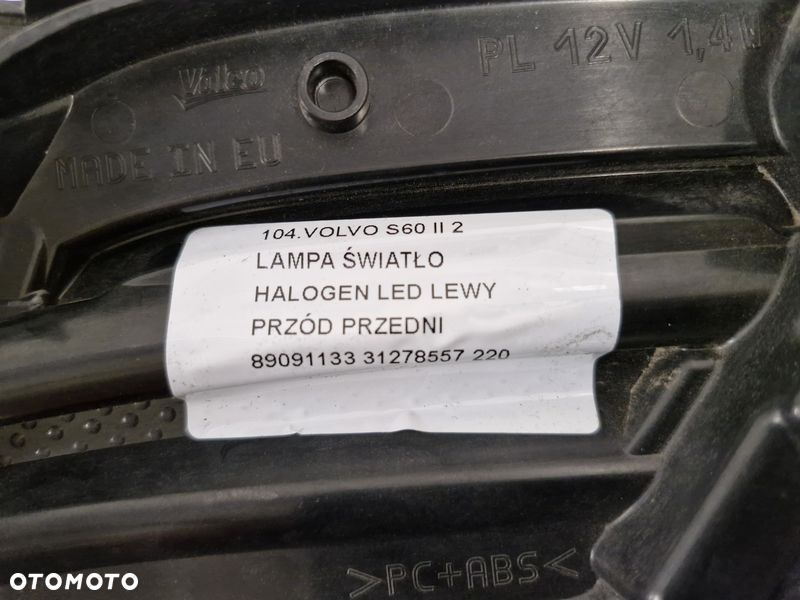 PL 12V 1,4W
Valeo
MADE IN EU
104.VOLVO S60 II 2
LAMPA ŚWIATŁO
HALOGEN LED LEWY
PRZÓD PRZEDNI
89091133 31278557 220
>PC+ABS<
OTOMOTO